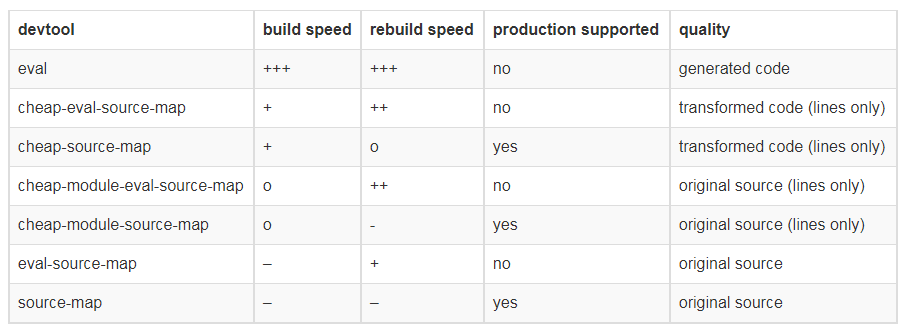 devtool build speed rebuild speed production supported quality
eval +++ +++ no generated code
cheap-eval-source-map + ++ no transformed code (lines only)
cheap-source-map + o yes transformed code (lines only)
cheap-module-eval-source-map o ++ no original source (lines only)
cheap-module-source-map o - yes original source (lines only)
eval-source-map – + no original source
source-map – – yes original source